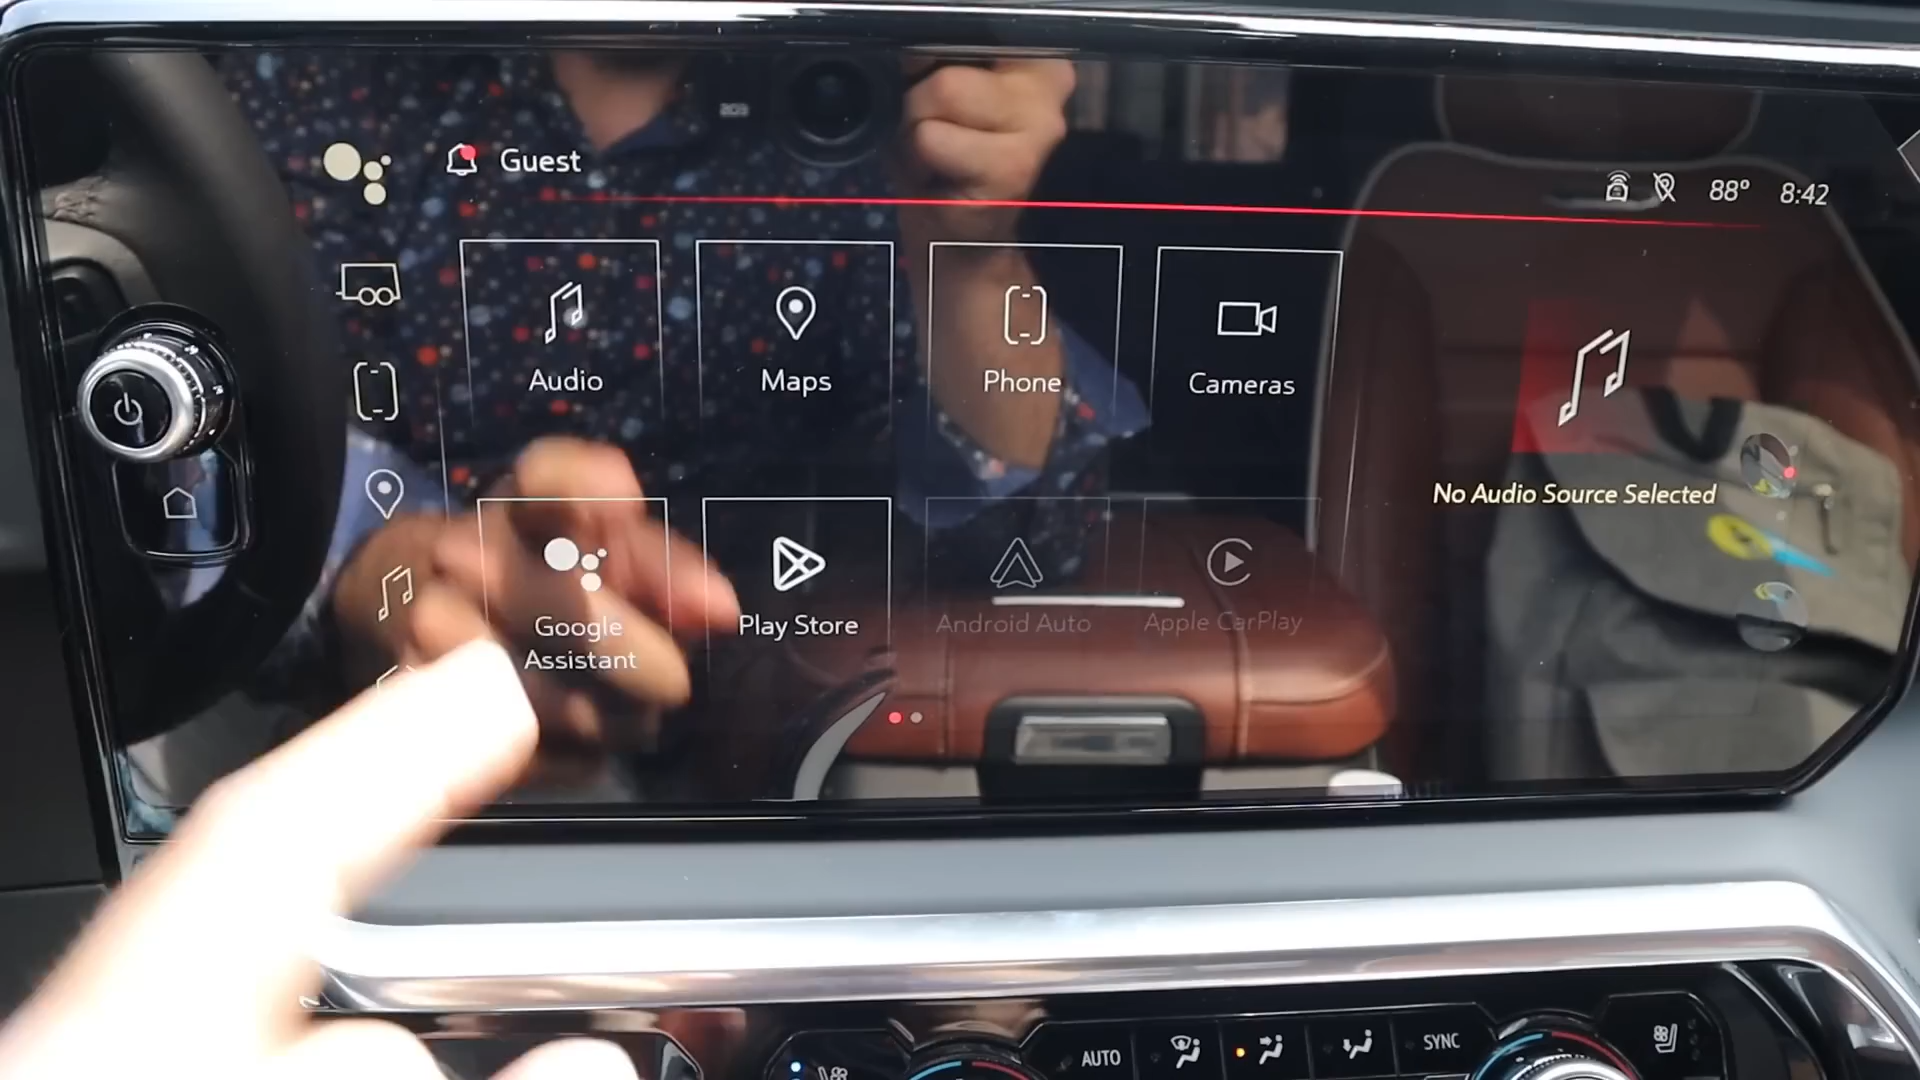 Guest
88°
8:42
Audio
Maps
Phone
Cameras
No Audio Source Selected
Google
Assistant
Play Store
Android Auto
Apple CarPlay
AUTO
SYNC